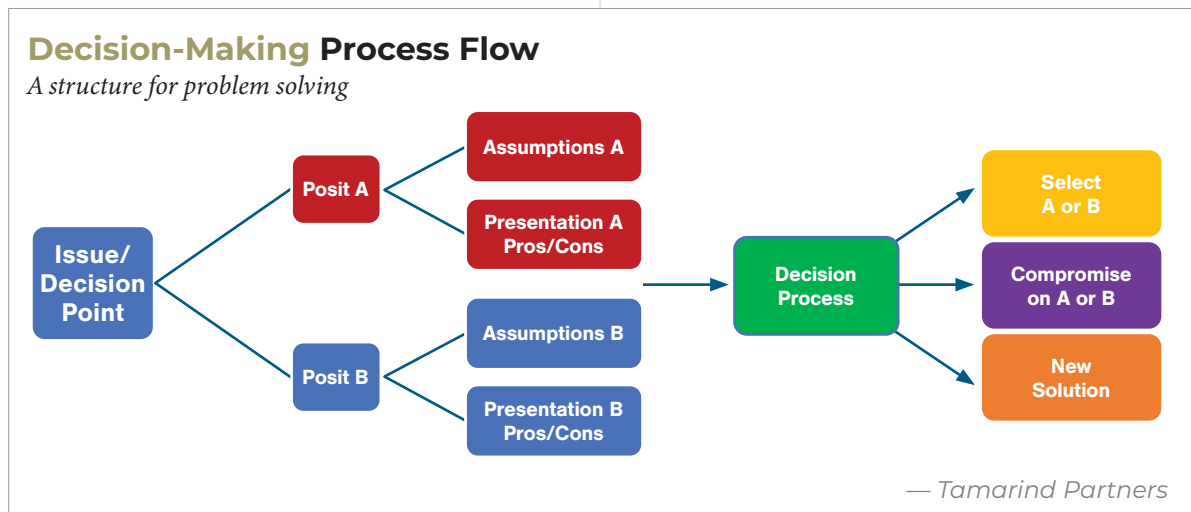 Decision-Making Process Flow
A structure for problem solving
Issue/
Decision
Point
Posit A
Assumptions A
Presentation A
Pros/Cons
Posit B
Assumptions B
Presentation B
Pros/Cons
Decision
Process
Select
A or B
Compromise
on A or B
New
Solution
— Tamarind Partners